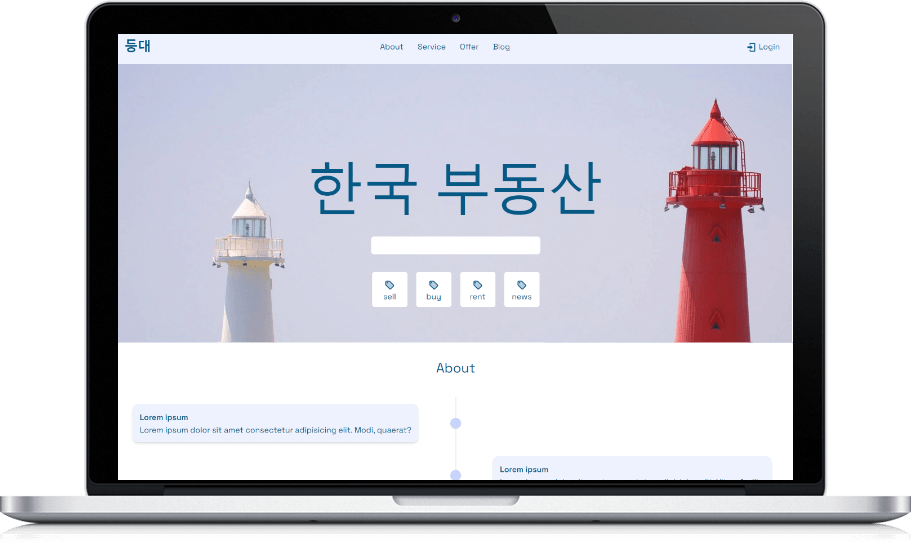 등대
About Service Offer Blog
Login
한국 부동산
sell buy rent news
About
Lorem ipsum
Lorem ipsum dolor sit amet consectetur adipisicing elit. Modi, quaerat?
Lorem ipsum